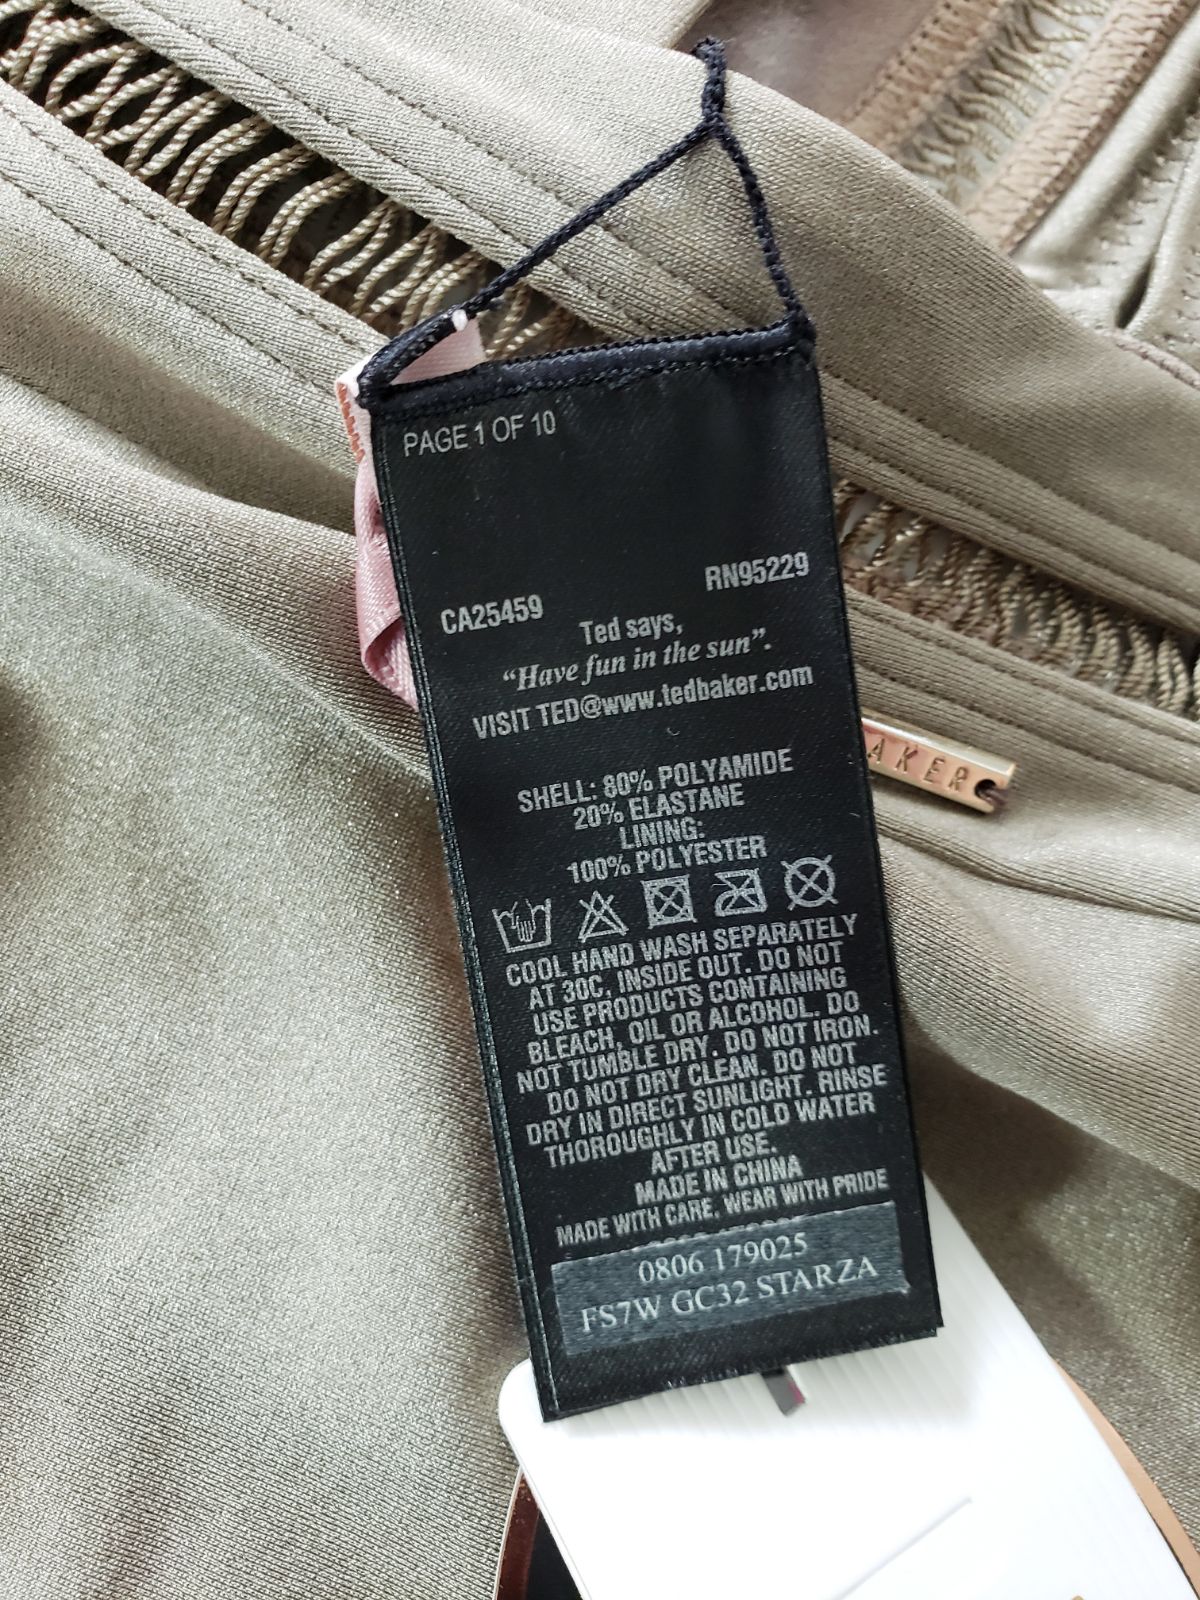 PAGE 1 OF 10
RN95229
CA25459
Ted says,
“Have fun in the sun”.
VISIT TED@www.tedbaker.com
SHELL: 80% POLYAMIDE
20% ELASTANE
LINING:
100% POLYESTER
COOL HAND WASH SEPARATELY
AT 30C, INSIDE OUT. DO NOT
USE PRODUCTS CONTAINING
BLEACH, OIL OR ALCOHOL. DO
NOT TUMBLE DRY. DO NOT IRON.
DO NOT DRY CLEAN. DO NOT
DRY IN DIRECT SUNLIGHT. RINSE
THOROUGHLY IN COLD WATER
AFTER USE.
MADE IN CHINA
MADE WITH CARE, WEAR WITH PRIDE
0806 179025
FS7W GC32 STARZA
AKER